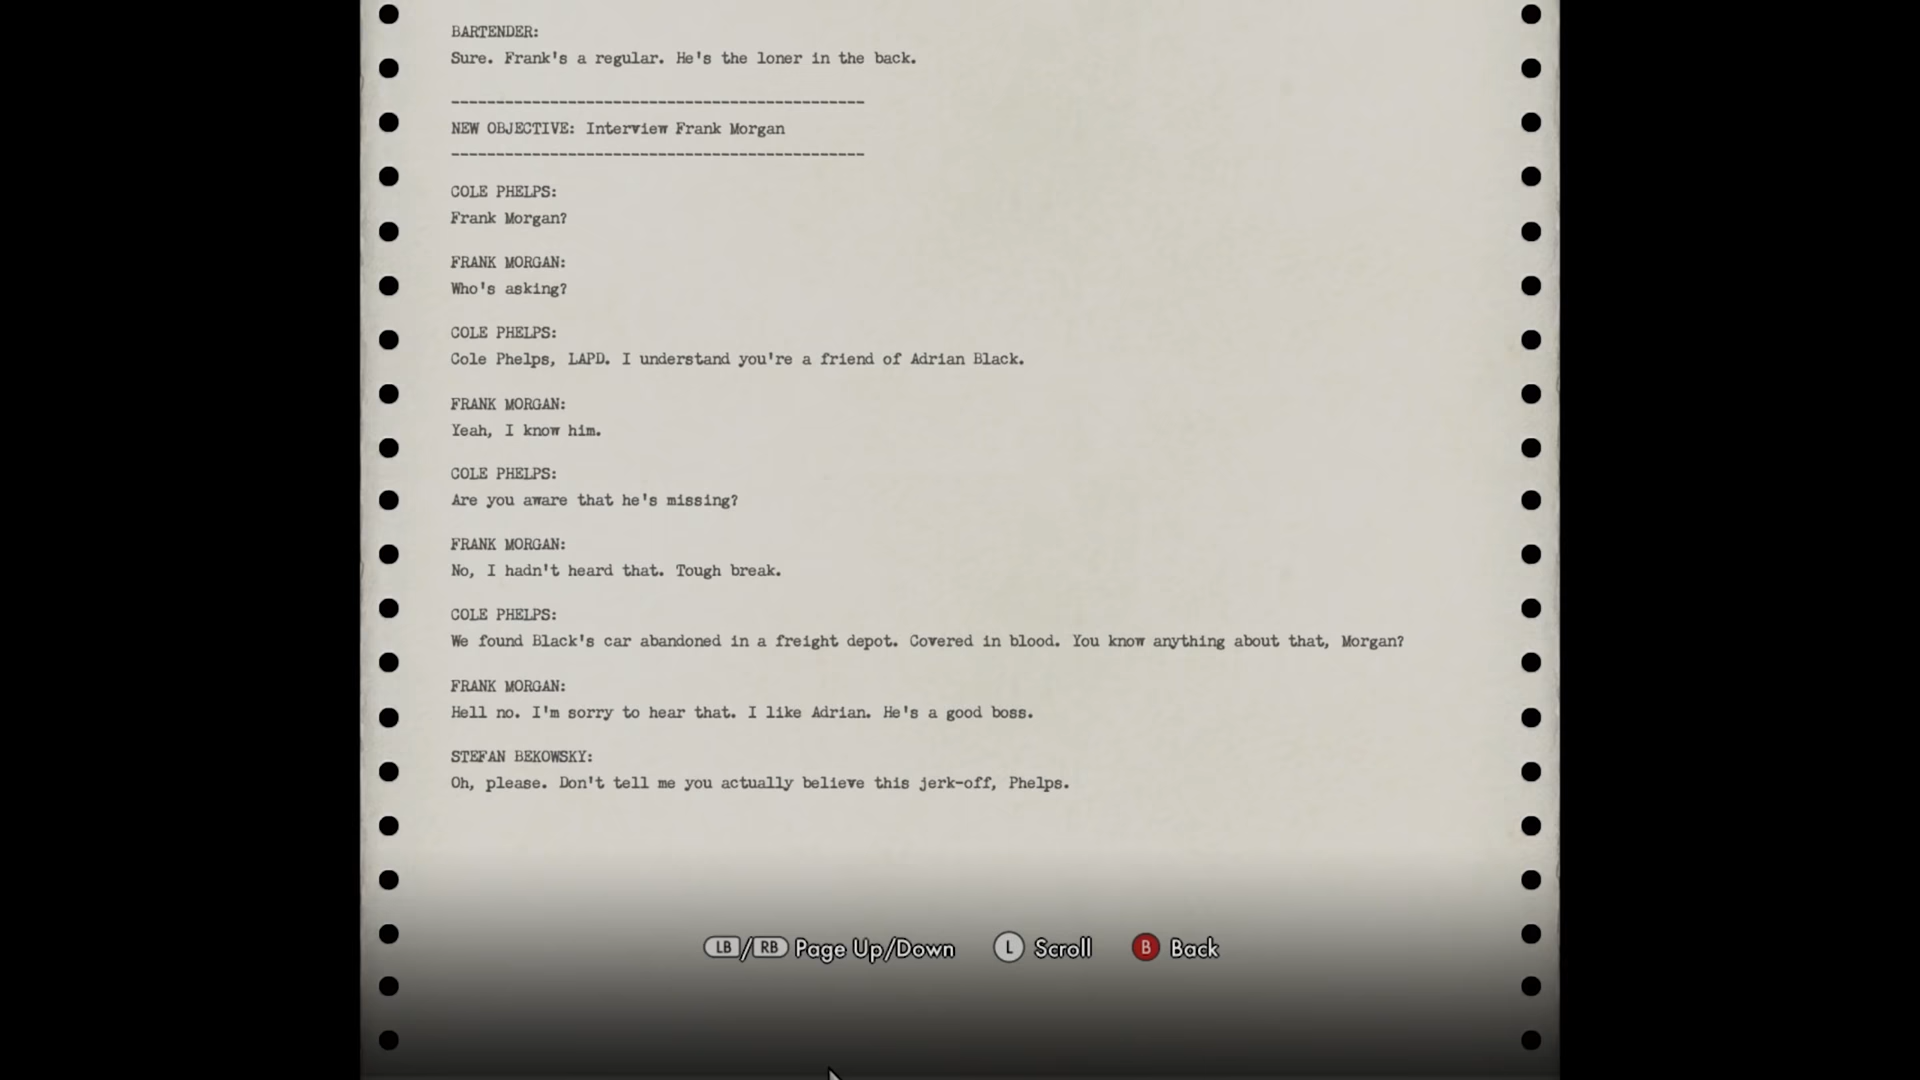 BARTENDER:
Sure. Frank's a regular. He's the loner in the back.
----------------------------------------------
NEW OBJECTIVE: Interview Frank Morgan
----------------------------------------------
COLE PHELPS:
Frank Morgan?
FRANK MORGAN:
Who's asking?
COLE PHELPS:
Cole Phelps, LAPD. I understand you're a friend of Adrian Black.
FRANK MORGAN:
Yeah, I know him.
COLE PHELPS:
Are you aware that he's missing?
FRANK MORGAN:
No, I hadn't heard that. Tough break.
COLE PHELPS:
We found Black's car abandoned in a freight depot. Covered in blood. You know anything about that, Morgan?
FRANK MORGAN:
Hell no. I'm sorry to hear that. I like Adrian. He's a good boss.
STEFAN BEKOWSKY:
Oh, please. Don't tell me you actually believe this jerk-off, Phelps.
LB/RB Page Up/Down L Scroll B Back